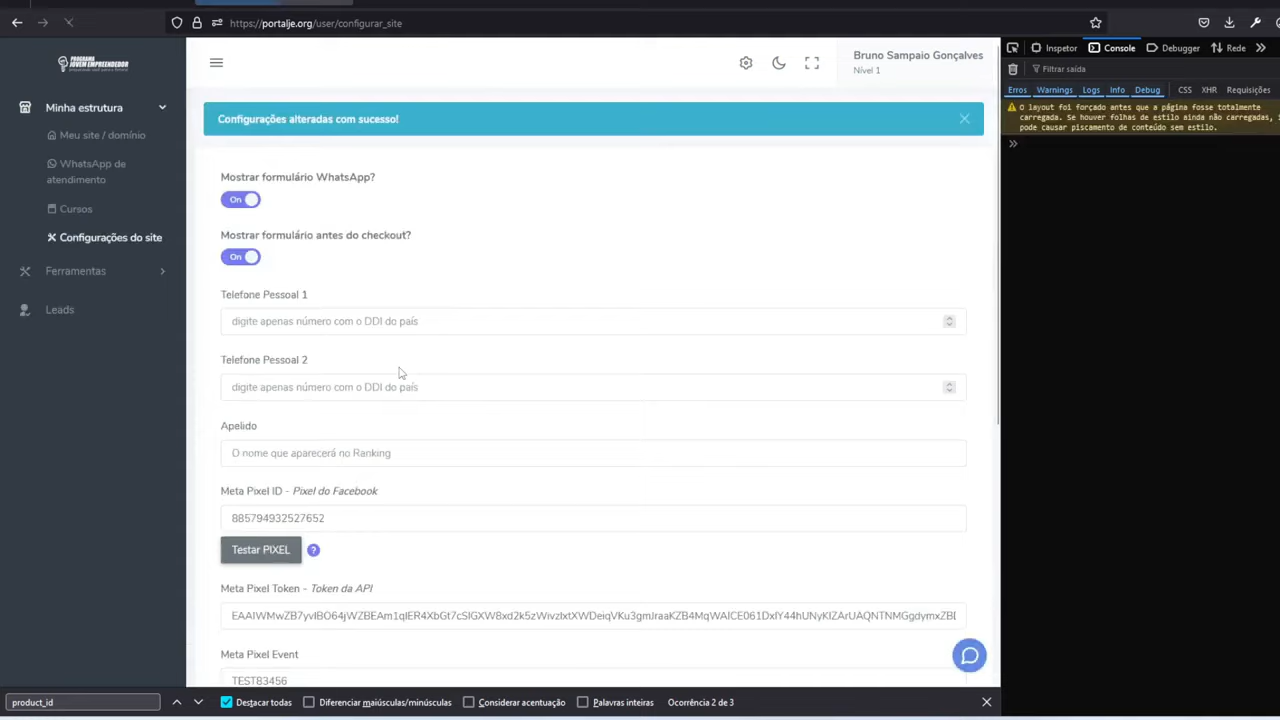 https://portalje.org/user/configurar_site
PROGRAMA
JOVEM EMPREENDEDOR
Bruno Sampaio Gonçalves
Nível 1
Inspetor
Console
Debugger
Rede
Filtrar saída
Erros
Warnings
Logs
Info
Debug
CSS
XHR
Requisições
O layout foi forçado antes que a página fosse totalmente
carregada. Se houver folhas de estilo ainda não carregadas, i
pode causar piscamento de conteúdo sem estilo.
Minha estrutura
Meu site / domínio
WhatsApp de
atendimento
Cursos
Configurações do site
Ferramentas
Leads
Configurações alteradas com sucesso!
Mostrar formulário WhatsApp?
On
Mostrar formulário antes do checkout?
On
Telefone Pessoal 1
digite apenas número com o DDI do país
Telefone Pessoal 2
digite apenas número com o DDI do país
Apelido
O nome que aparecerá no Ranking
Meta Pixel ID - Pixel do Facebook
885794932527652
Testar PIXEL
?
Meta Pixel Token - Token da API
Meta Pixel Event
TEST83456
product_id
Destacar todas
Diferenciar maiúsculas/minúsculas
Considerar acentuação
Palavras inteiras
Ocorrência 2 de 3